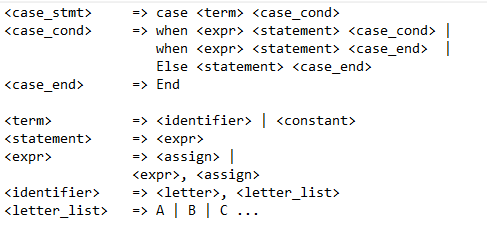 <case_stmt> => case <term> <case_cond>
<case_cond> => when <expr> <statement> <case_cond> |
when <expr> <statement> <case_end> |
Else <statement> <case_end>
<case_end> => End
<term> => <identifier> | <constant>
<statement> => <expr>
<expr> => <assign> |
<expr>, <assign>
<identifier> => <letter>, <letter_list>
<letter_list> => A | B | C ...